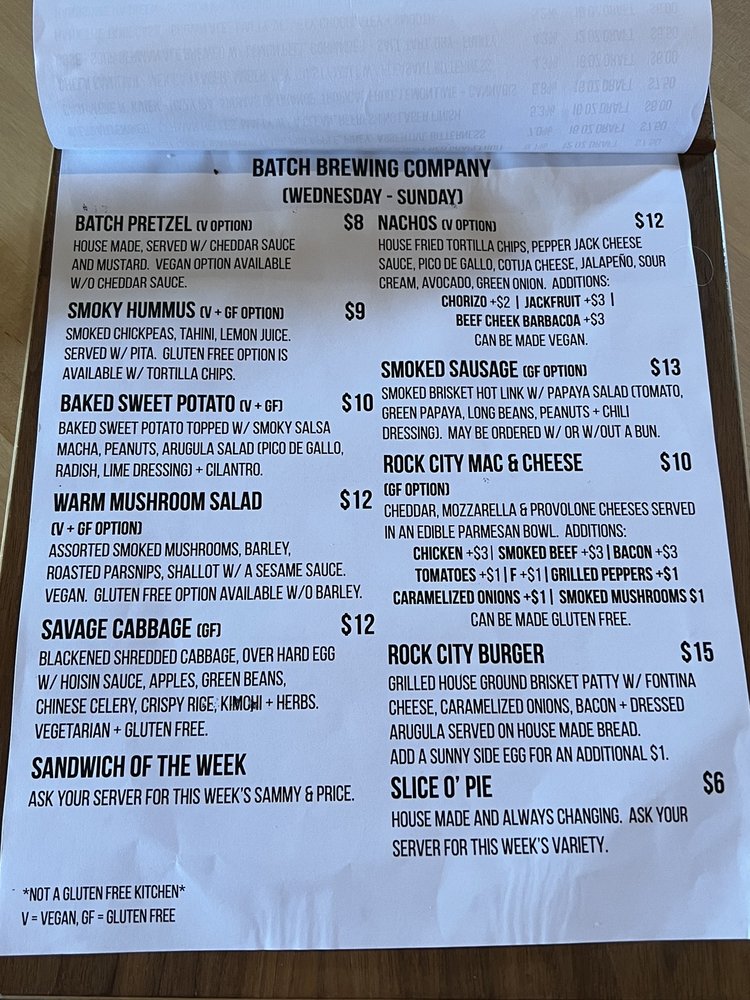 BATCH BREWING COMPANY
(WEDNESDAY - SUNDAY)
BATCH PRETZEL (V OPTION) $8
HOUSE MADE, SERVED W/ CHEDDAR SAUCE
AND MUSTARD. VEGAN OPTION AVAILABLE
W/O CHEDDAR SAUCE.
SMOKY HUMMUS (V + GF OPTION) $9
SMOKED CHICKPEAS, TAHINI, LEMON JUICE.
SERVED W/ PITA. GLUTEN FREE OPTION IS
AVAILABLE W/ TORTILLA CHIPS.
BAKED SWEET POTATO (V + GF) $10
BAKED SWEET POTATO TOPPED W/ SMOKY SALSA
MACHA, PEANUTS, ARUGULA SALAD (PICO DE GALLO,
RADISH, LIME DRESSING) + CILANTRO.
WARM MUSHROOM SALAD $12
(V + GF OPTION)
ASSORTED SMOKED MUSHROOMS, BARLEY,
ROASTED PARSNIPS, SHALLOT W/ A SESAME SAUCE.
VEGAN. GLUTEN FREE OPTION AVAILABLE W/O BARLEY.
SAVAGE CABBAGE (GF) $12
BLACKENED SHREDDED CABBAGE, OVER HARD EGG
W/ HOISIN SAUCE, APPLES, GREEN BEANS,
CHINESE CELERY, CRISPY RICE, KIMCHI + HERBS.
VEGETARIAN + GLUTEN FREE.
SANDWICH OF THE WEEK
ASK YOUR SERVER FOR THIS WEEK'S SAMMY & PRICE.
*NOT A GLUTEN FREE KITCHEN*
V = VEGAN, GF = GLUTEN FREE
NACHOS (V OPTION) $12
HOUSE FRIED TORTILLA CHIPS, PEPPER JACK CHEESE
SAUCE, PICO DE GALLO, COTIJA CHEESE, JALAPEÑO, SOUR
CREAM, AVOCADO, GREEN ONION. ADDITIONS:
CHORIZO +$2 | JACKFRUIT +$3 |
BEEF CHEEK BARBACOA +$3
CAN BE MADE VEGAN.
SMOKED SAUSAGE (GF OPTION) $13
SMOKED BRISKET HOT LINK W/ PAPAYA SALAD (TOMATO,
GREEN PAPAYA, LONG BEANS, PEANUTS + CHILI
DRESSING). MAY BE ORDERED W/ OR W/OUT A BUN.
ROCK CITY MAC & CHEESE $10
(GF OPTION)
CHEDDAR, MOZZARELLA & PROVOLONE CHEESES SERVED
IN AN EDIBLE PARMESAN BOWL. ADDITIONS:
CHICKEN +$3| SMOKED BEEF +$3| BACON +$3
TOMATOES +$1 | F +$1 | GRILLED PEPPERS +$1
CARAMELIZED ONIONS +$1 | SMOKED MUSHROOMS $1
CAN BE MADE GLUTEN FREE.
ROCK CITY BURGER $15
GRILLED HOUSE GROUND BRISKET PATTY W/ FONTINA
CHEESE, CARAMELIZED ONIONS, BACON + DRESSED
ARUGULA SERVED ON HOUSE MADE BREAD.
ADD A SUNNY SIDE EGG FOR AN ADDITIONAL $1.
SLICE O' PIE $6
HOUSE MADE AND ALWAYS CHANGING. ASK YOUR
SERVER FOR THIS WEEK'S VARIETY.